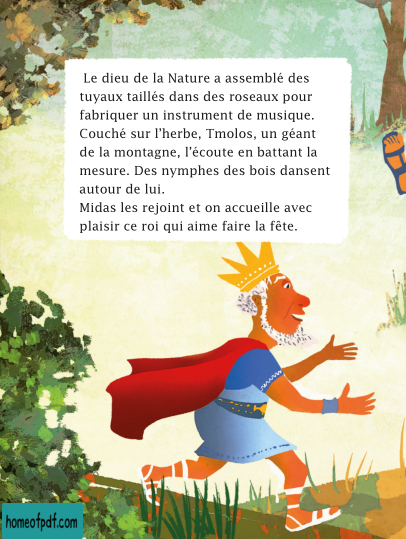 Le dieu de la Nature a assemblé des
tuyaux taillés dans des roseaux pour
fabriquer un instrument de musique.
Couché sur l'herbe, Tmolos, un géant
de la montagne, l'écoute en battant la
mesure. Des nymphes des bois dansent
autour de lui.
Midas les rejoint et on accueille avec
plaisir ce roi qui aime faire la fête.
homeofpdf.com